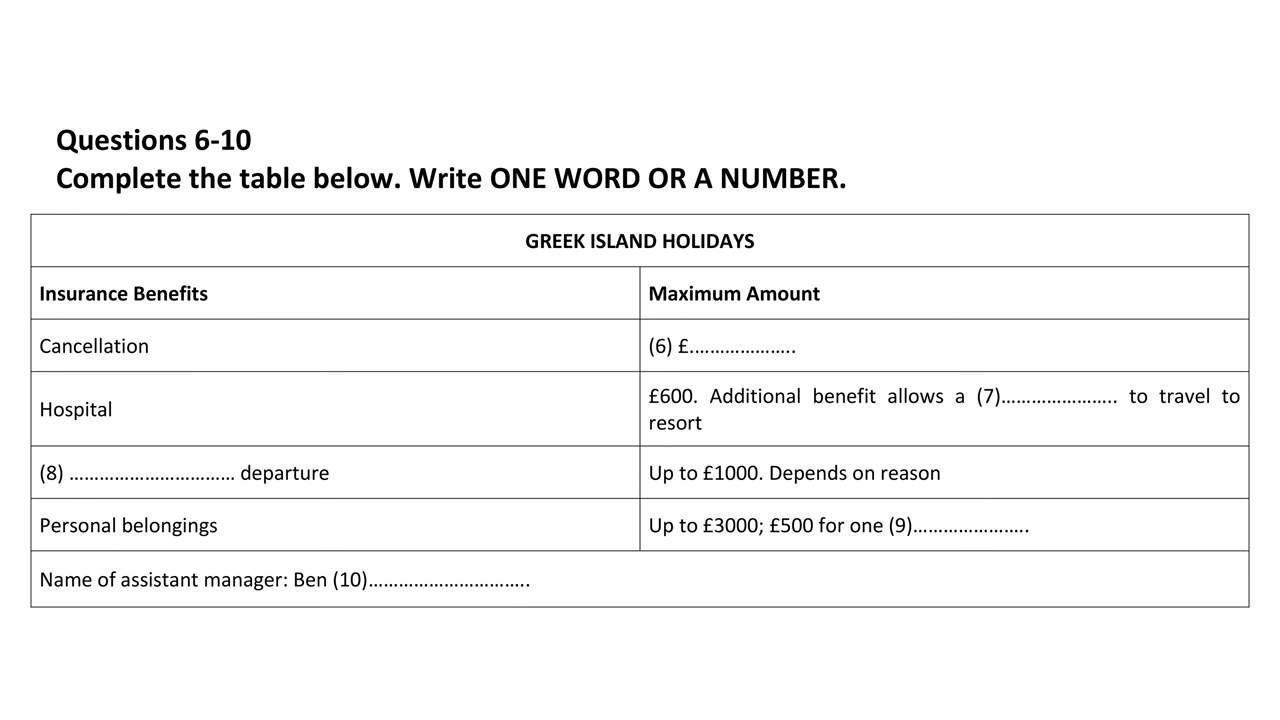 Questions 6-10
Complete the table below. Write ONE WORD OR A NUMBER.
GREEK ISLAND HOLIDAYS
Insurance Benefits
Maximum Amount
Cancellation
(6) £………………….
Hospital
£600. Additional benefit allows a (7)………………….. to travel to
resort
(8) …………………………… departure
Up to £1000. Depends on reason
Personal belongings
Up to £3000; £500 for one (9)…………………..
Name of assistant manager: Ben (10)…………………………..